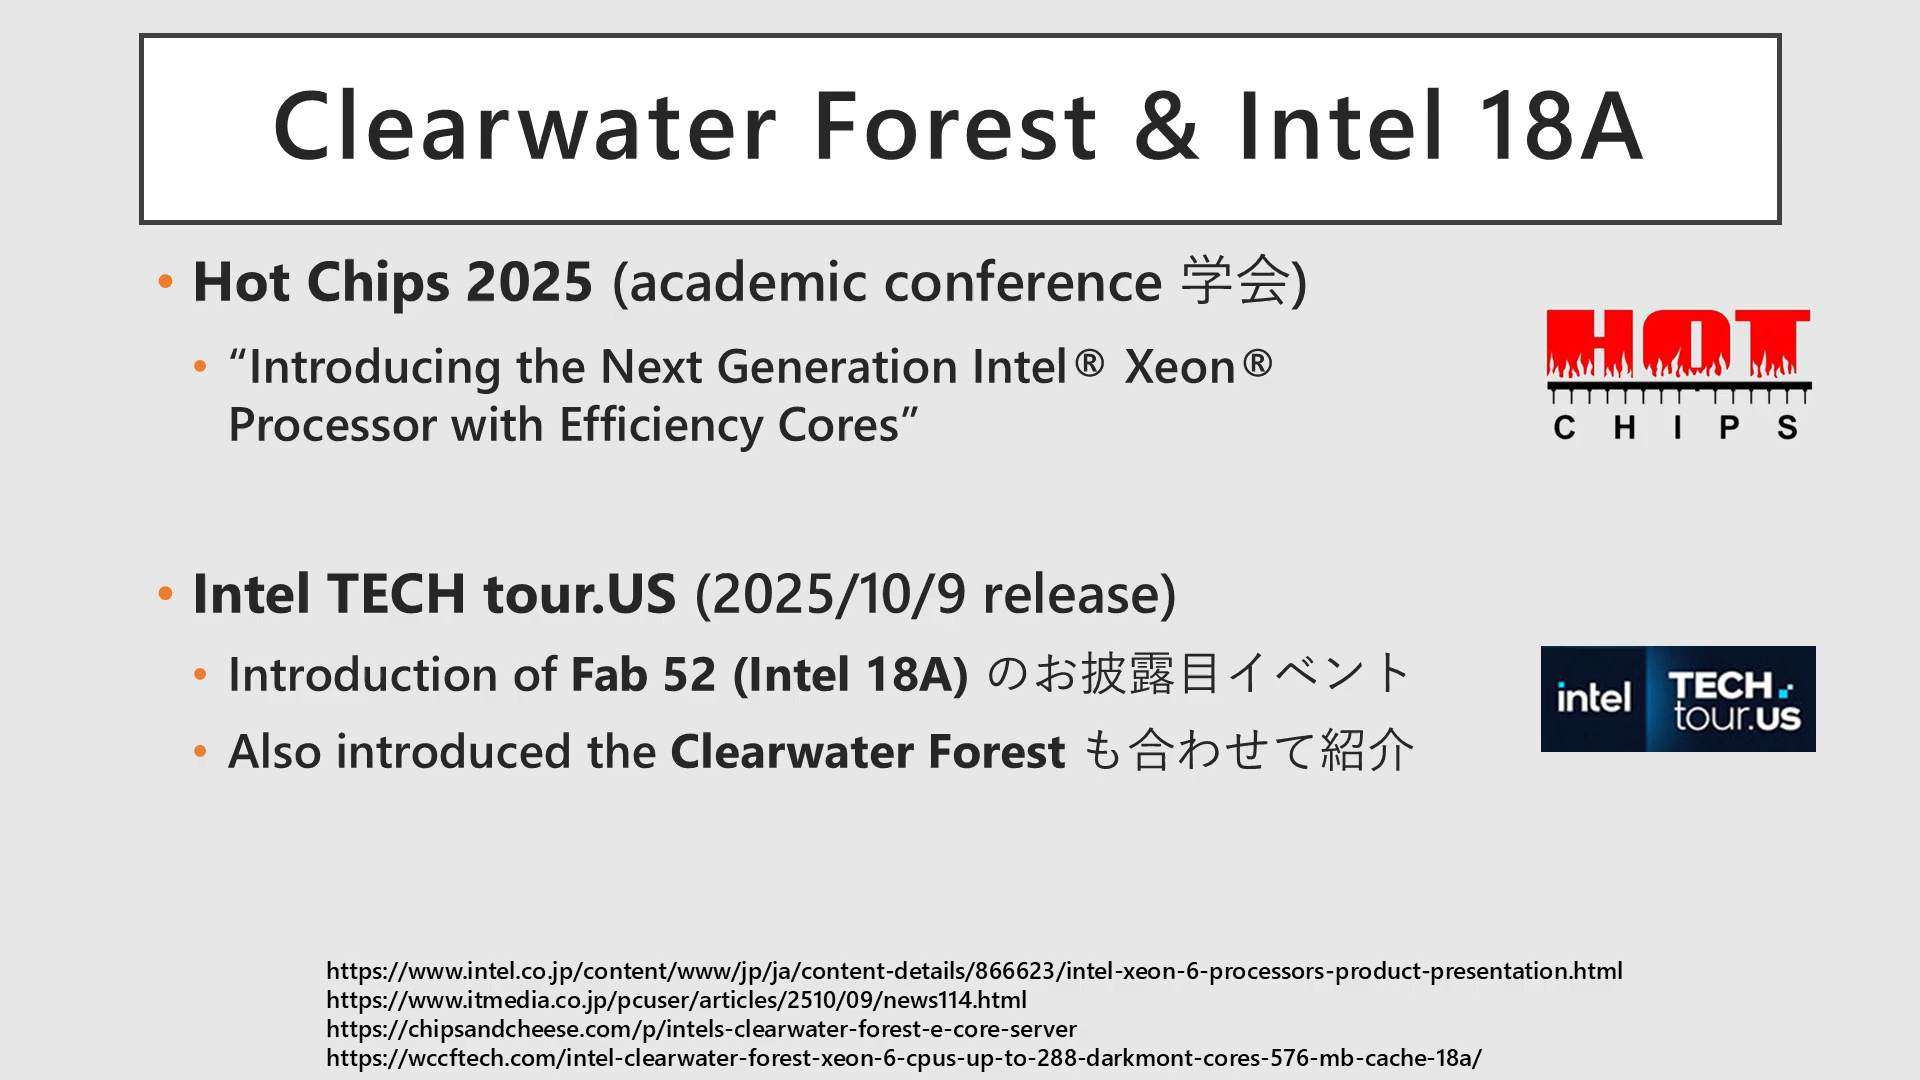 Clearwater Forest & Intel 18A
• Hot Chips 2025 (academic conference 学会)
• “Introducing the Next Generation Intel® Xeon®
Processor with Efficiency Cores”
HOT
CHIPS
• Intel TECH tour.US (2025/10/9 release)
• Introduction of Fab 52 (Intel 18A) のお披露目イベント
• Also introduced the Clearwater Forest も合わせて紹介
intel TECH
tour.us
https://www.intel.co.jp/content/www/jp/ja/content-details/866623/intel-xeon-6-processors-product-presentation.html
https://www.itmedia.co.jp/pcuser/articles/2510/09/news114.html
https://chipsandcheese.com/p/intels-clearwater-forest-e-core-server
https://wccftech.com/intel-clearwater-forest-xeon-6-cpus-up-to-288-darkmont-cores-576-mb-cache-18a/